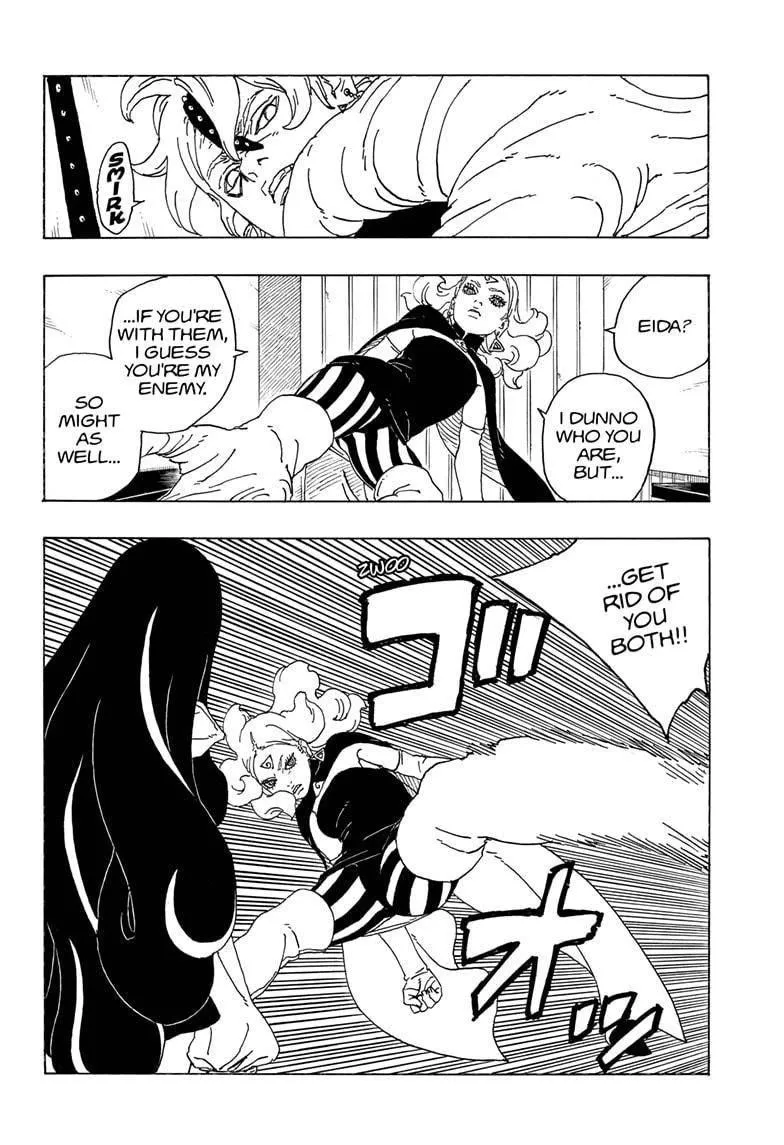 SMIRK
EIDA?
I DUNNO
WHO YOU
ARE,
BUT...
...IF YOU'RE
WITH THEM,
I GUESS
YOU'RE MY
ENEMY.
SO
MIGHT
AS
WELL...
...GET
RID OF
YOU
BOTH!!
ZWOO
ゴ
オッ